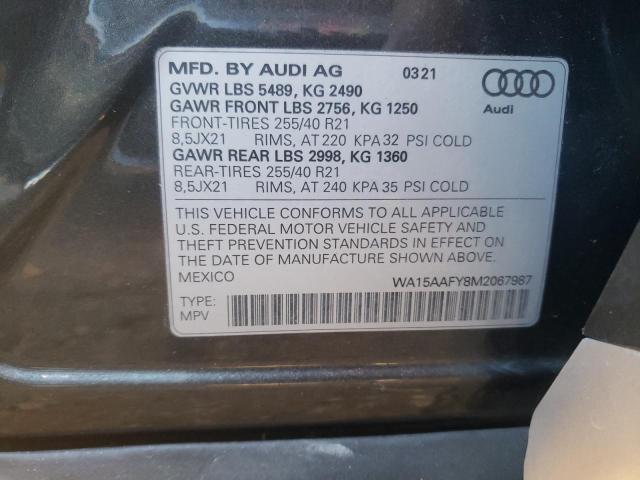 MFD. BY AUDI AG 0321
GVWR LBS 5489, KG 2490
GAWR FRONT LBS 2756, KG 1250
FRONT-TIRES 255/40 R21
8,5JX21 RIMS, AT 220 KPA 32 PSI COLD
GAWR REAR LBS 2998, KG 1360
REAR-TIRES 255/40 R21
8,5JX21 RIMS, AT 240 KPA 35 PSI COLD
Audi
THIS VEHICLE CONFORMS TO ALL APPLICABLE
U.S. FEDERAL MOTOR VEHICLE SAFETY AND
THEFT PREVENTION STANDARDS IN EFFECT ON
THE DATE OF MANUFACTURE SHOWN ABOVE.
MEXICO WA15AAFY8M2067987
TYPE:
MPV